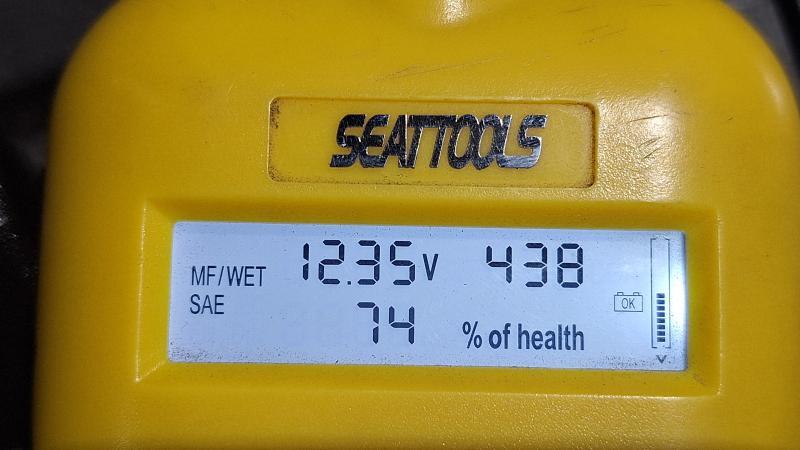 SEATTOOLS
MF/WET 12.35V 438
SAE 74 % of health
OK
V